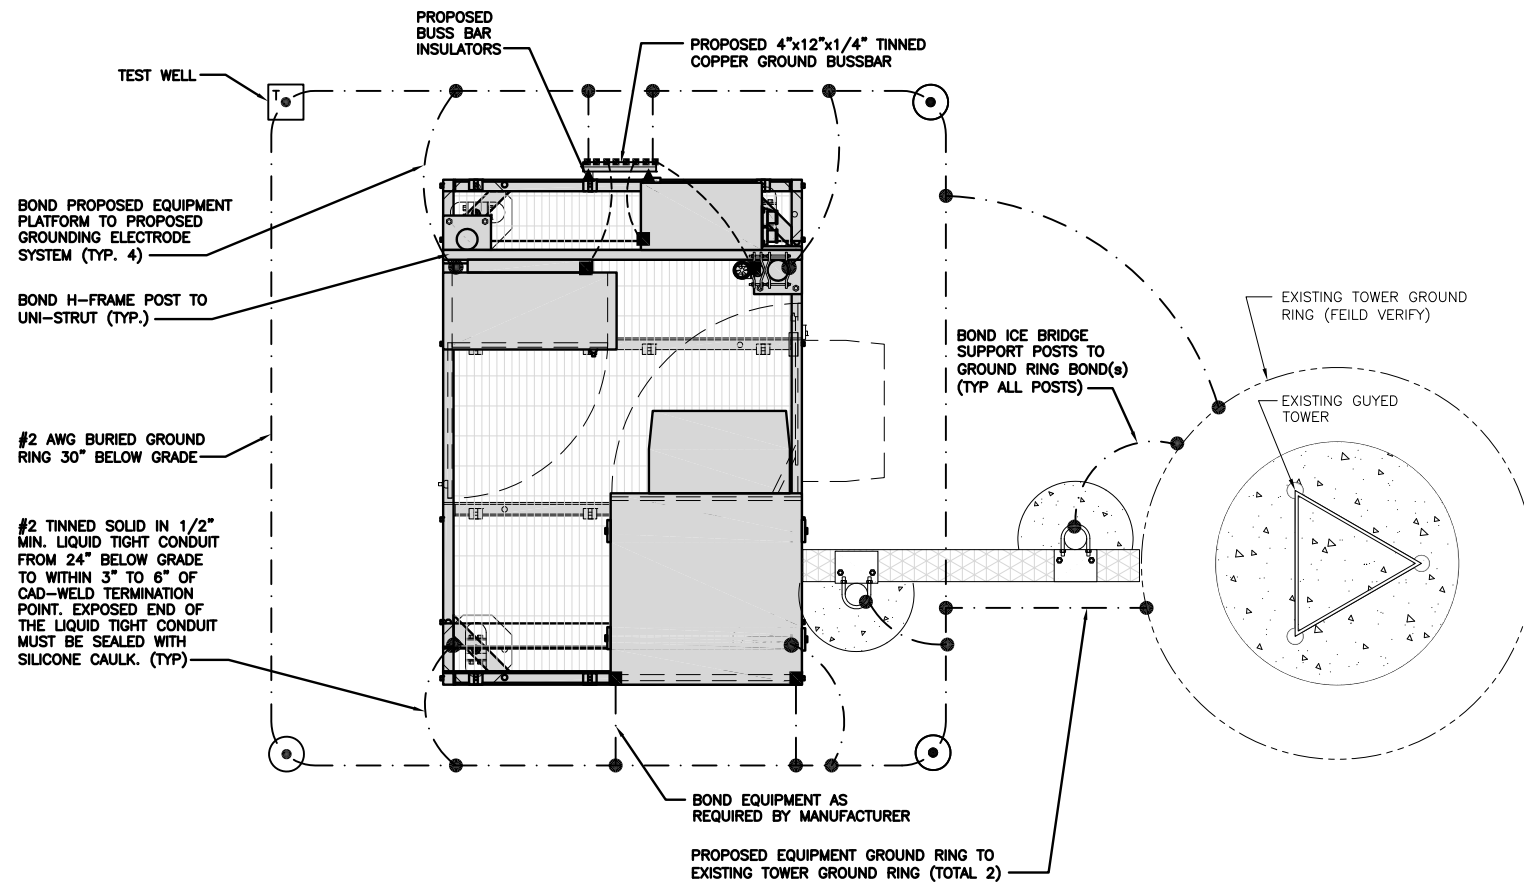 PROPOSED
BUSS BAR
INSULATORS
PROPOSED 4"x12"x1/4" TINNED
COPPER GROUND BUSSBAR
TEST WELL
T
BOND PROPOSED EQUIPMENT
PLATFORM TO PROPOSED
GROUNDING ELECTRODE
SYSTEM (TYP. 4)
BOND H-FRAME POST TO
UNI-STRUT (TYP.)
EXISTING TOWER GROUND
RING (FEILD VERIFY)
BOND ICE BRIDGE
SUPPORT POSTS TO
GROUND RING BOND(s)
(TYP ALL POSTS)
EXISTING GUYED
TOWER
#2 AWG BURIED GROUND
RING 30" BELOW GRADE
#2 TINNED SOLID IN 1/2"
MIN. LIQUID TIGHT CONDUIT
FROM 24" BELOW GRADE
TO WITHIN 3" TO 6" OF
CAD-WELD TERMINATION
POINT. EXPOSED END OF
THE LIQUID TIGHT CONDUIT
MUST BE SEALED WITH
SILICONE CAULK. (TYP)
BOND EQUIPMENT AS
REQUIRED BY MANUFACTURER
PROPOSED EQUIPMENT GROUND RING TO
EXISTING TOWER GROUND RING (TOTAL 2)